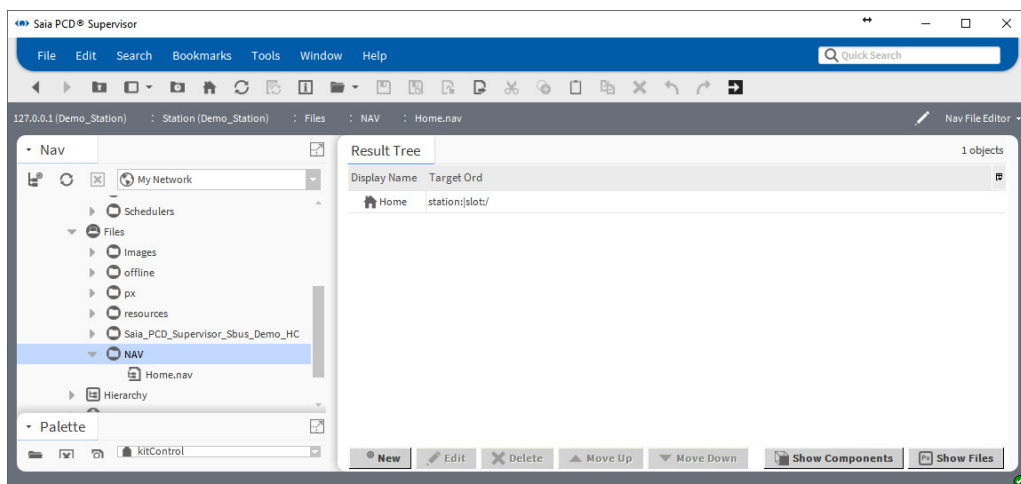 Saia PCD® Supervisor
File Edit Search Bookmarks Tools Window Help Quick Search
127.0.0.1 (Demo_Station) : Station (Demo_Station) : Files : NAV : Home.nav Nav File Editor
Nav
My Network
Schedulers
Files
Images
offline
px
resources
Saia_PCD_Supervisor_Sbus_Demo_HC
NAV
Home.nav
Hierarchy
Palette
kitControl
Result Tree 1 objects
Display Name Target Ord
Home station:|slot:/
New Edit Delete Move Up Move Down Show Components Px Show Files